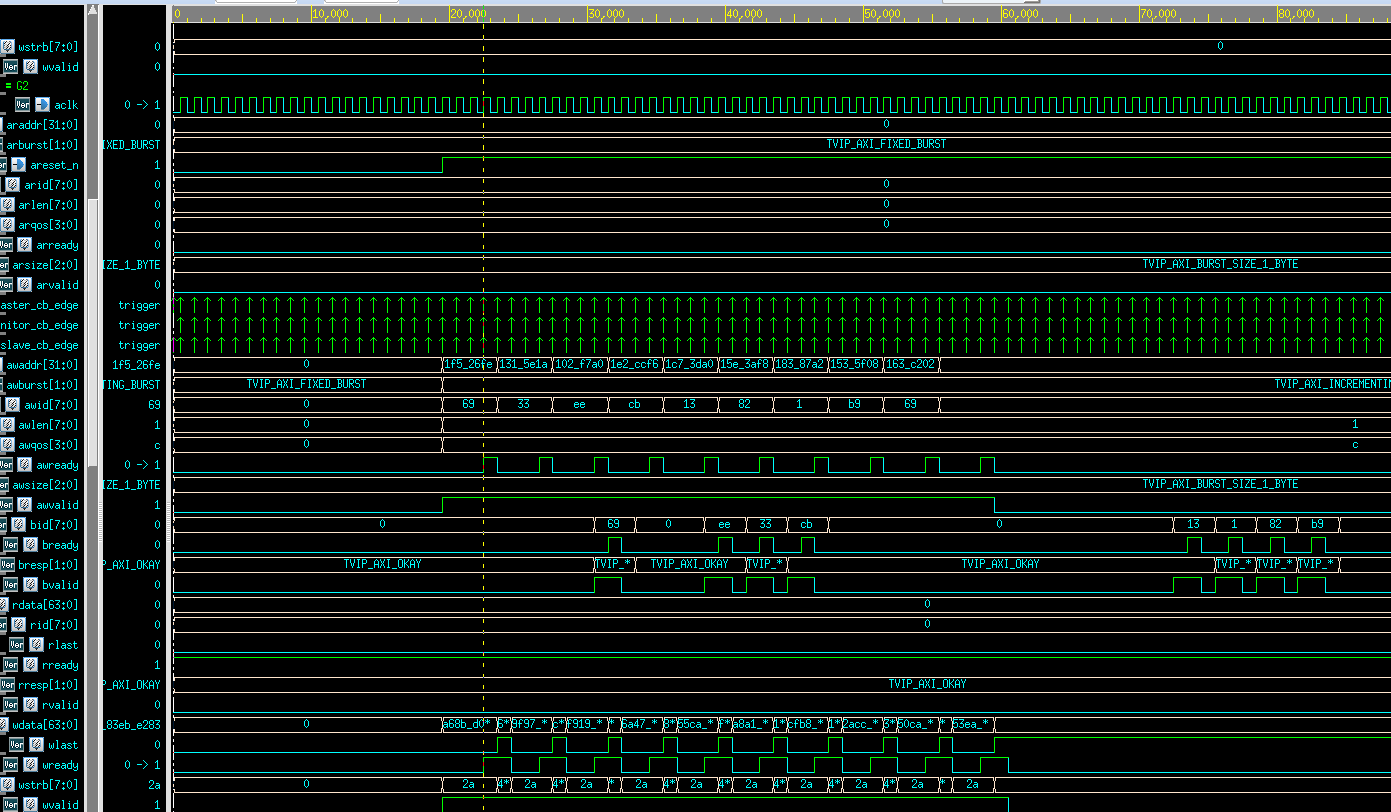 0 10,000 20,000 30,000 40,000 50,000 60,000 70,000 80,000
wstrb[7:0] 0 0
wvalid 0
= G2
aclk 0 -> 1
araddr[31:0] 0 0
arburst[1:0] IXED_BURST TVIP_AXI_FIXED_BURST
areset_n 1
arid[7:0] 0 0
arlen[7:0] 0 0
arqos[3:0] 0 0
arready 0
arsize[2:0] IZE_1_BYTE TVIP_AXI_BURST_SIZE_1_BYTE
arvalid 0
aster_cb_edge trigger
nitor_cb_edge trigger
slave_cb_edge trigger
awaddr[31:0] 1f5_26fe 0 1f5_26fe 131_5e1a 102_f7a0 1e2_ccf6 1c7_3da0 15e_3af8 183_87a2 153_5f08 163_c202
awburst[1:0] TING_BURST TVIP_AXI_FIXED_BURST TVIP_AXI_INCREMENTIN
awid[7:0] 69 0 69 33 ee cb 13 82 1 b9 69
awlen[7:0] 1 0 1
awqos[3:0] c 0 c
awready 0 -> 1
awsize[2:0] IZE_1_BYTE TVIP_AXI_BURST_SIZE_1_BYTE
awvalid 1
bid[7:0] 0 0 69 0 ee 33 cb 0 13 1 82 b9
bready 0
bresp[1:0] P_AXI_OKAY TVIP_AXI_OKAY TVIP_* TVIP_AXI_OKAY TVIP_* TVIP_AXI_OKAY TVIP_* TVIP_* TVIP_*
bvalid 0
rdata[63:0] 0 0
rid[7:0] 0 0
rlast 0
rready 1
rresp[1:0] P_AXI_OKAY TVIP_AXI_OKAY
rvalid 0
wdata[63:0] _83eb_e283 0 a68b_d0* 6* 9f97_* c* f919_* * 6a47_* 8* 55ca_* f* a8a1_* 1* cfb8_* 1* 2acc_* 3* 50ca_* * 53ea_*
wlast 0
wready 0 -> 1
wstrb[7:0] 2a 0 2a 4* 2a 4* 2a * 2a 4* 2a 4* 2a 4* 2a 4* 2a 4* 2a * 2a
wvalid 1